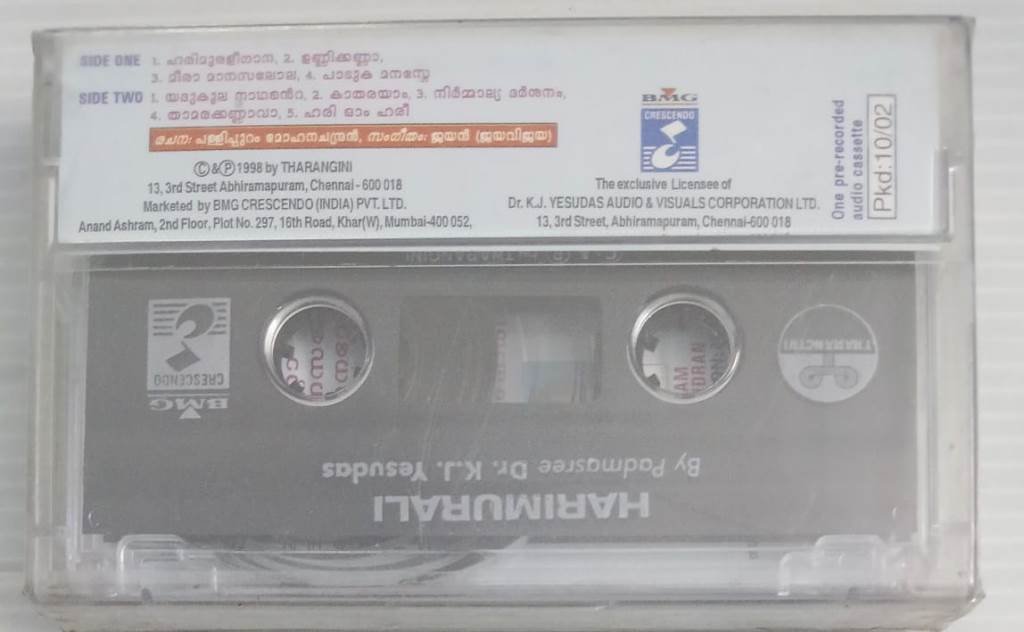 SIDE ONE 1. ഹരിമുരളീഗാന, 2. ഉണ്ണിക്കണ്ണാ,
3. മീരാ മാനസലോല, 4. പാടുക മനസ്സേ
SIDE TWO 1. യദുകുല നാഥന്റെ, 2. കാതരയാം, 3. നിർമ്മാല്യ ദർശനം,
4. താമരക്കണ്ണാവാ, 5. ഹരി ഓം ഹരീ
രചന: പള്ളിപ്പുറം മോഹനചന്ദ്രൻ, സംഗീതം: ജയൻ (ജയവിജയ)
©&Ⓟ1998 by THARANGINI
13, 3rd Street Abhiramapuram, Chennai - 600 018
Marketed by BMG CRESCENDO (INDIA) PVT. LTD.
Anand Ashram, 2nd Floor, Plot No. 297, 16th Road, Khar(W), Mumbai-400 052,
BMG
CRESCENDO
The exclusive Licensee of
Dr. K.J. YESUDAS AUDIO & VISUALS CORPORATION LTD.
13, 3rd Street, Abhiramapuram, Chennai-600 018
One pre-recorded
audio cassette
Pkd:10/02
HARIMURALI
By Padmasree Dr. K.J. Yesudas
THARANGINI
BMG
CRESCENDO